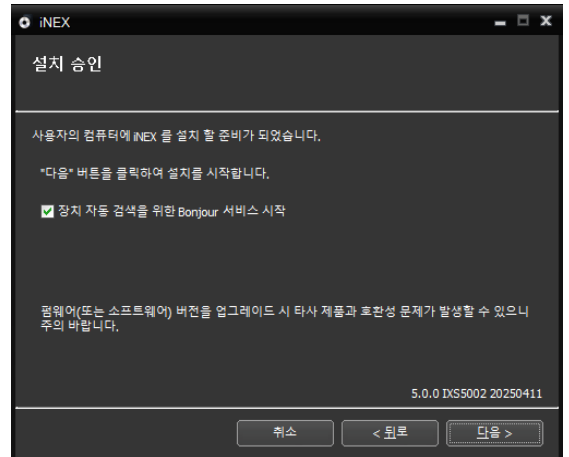 iNEX
설치 승인
사용자의 컴퓨터에 iNEX 를 설치 할 준비가 되었습니다.
"다음" 버튼을 클릭하여 설치를 시작합니다.
장치 자동 검색을 위한 Bonjour 서비스 시작
펌웨어(또는 소프트웨어) 버전을 업그레이드 시 타사 제품과 호환성 문제가 발생할 수 있으니
주의 바랍니다.
5.0.0 IXS5002 20250411
취소 < 뒤로 다음 >